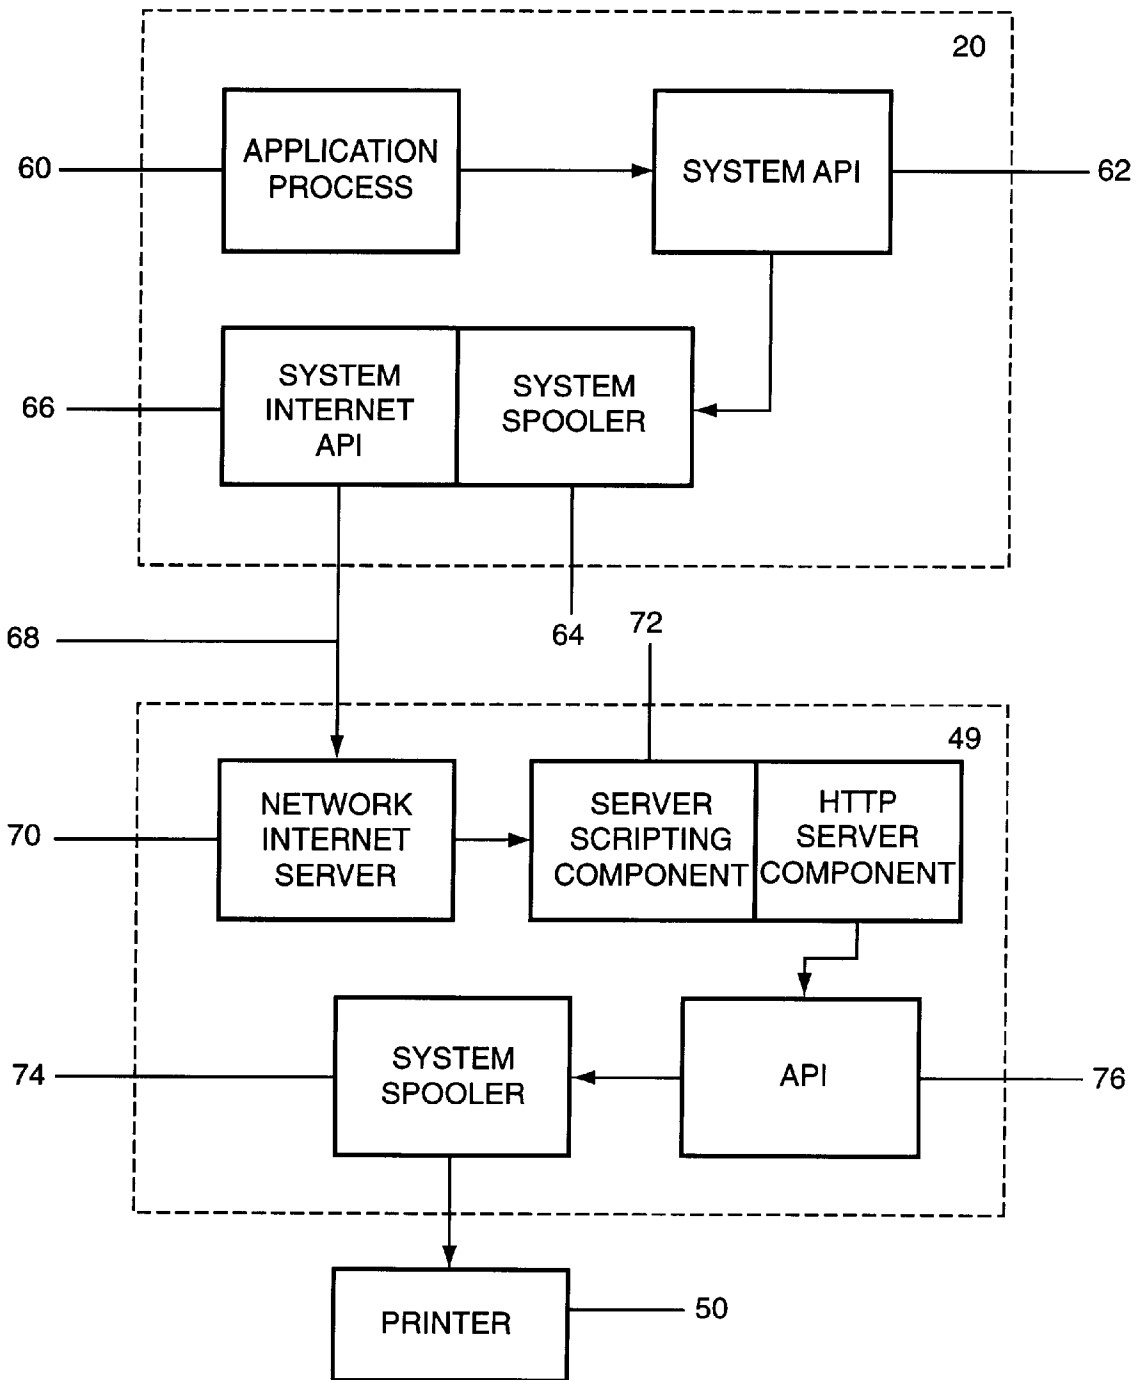 20
60
APPLICATION
PROCESS
SYSTEM API
62
66
SYSTEM
INTERNET
API
SYSTEM
SPOOLER
68
64
72
49
70
NETWORK
INTERNET
SERVER
SERVER
SCRIPTING
COMPONENT
HTTP
SERVER
COMPONENT
74
SYSTEM
SPOOLER
API
76
PRINTER
50